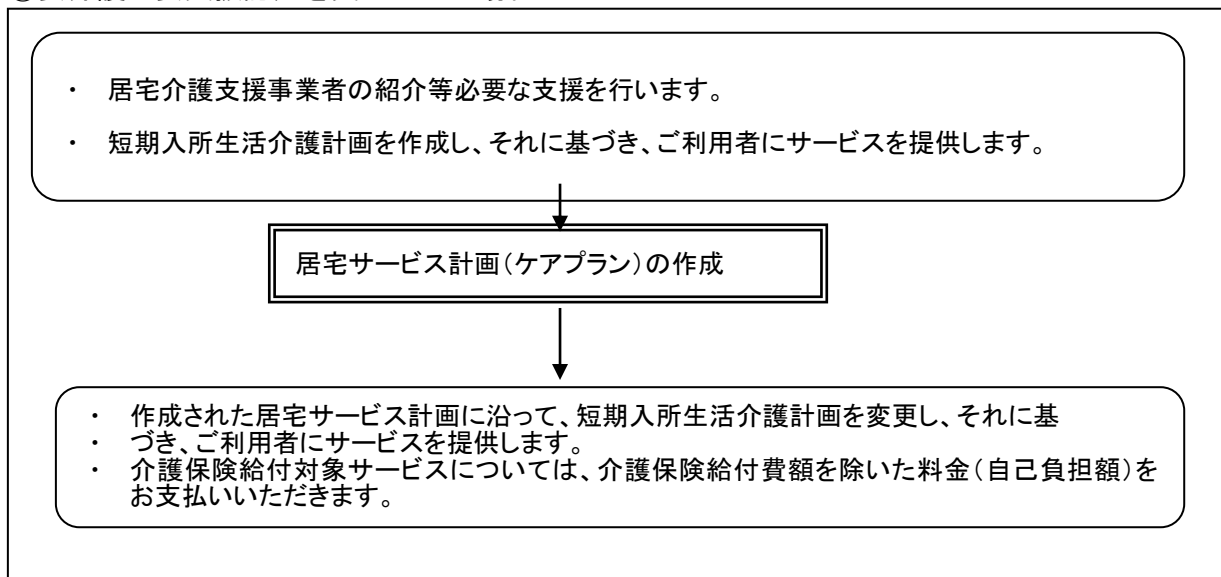 ・ 居宅介護支援事業者の紹介等必要な支援を行います。
・ 短期入所生活介護計画を作成し、それに基づき、ご利用者にサービスを提供します。
居宅サービス計画(ケアプラン)の作成
・ 作成された居宅サービス計画に沿って、短期入所生活介護計画を変更し、それに基
・ づき、ご利用者にサービスを提供します。
・ 介護保険給付対象サービスについては、介護保険給付費額を除いた料金(自己負担額)を
お支払いいただきます。